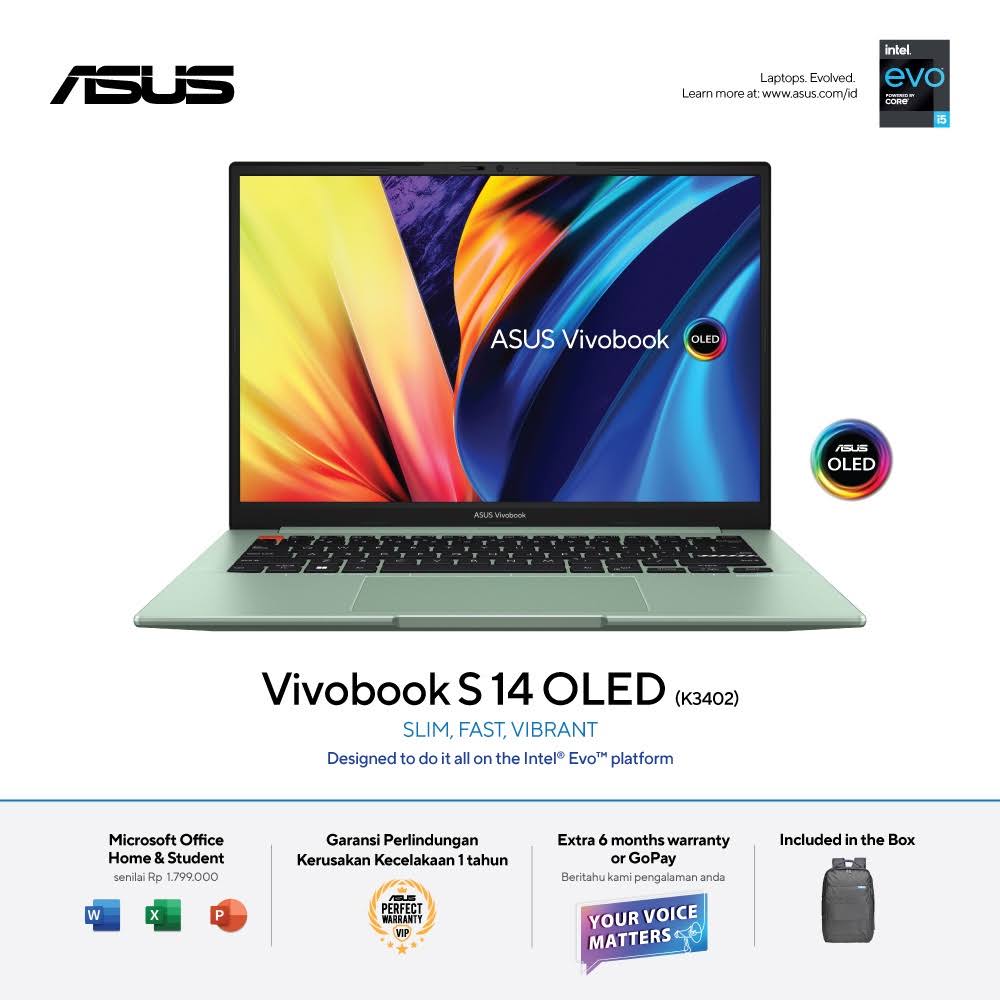 ASUS
Laptops. Evolved.
Learn more at: www.asus.com/id
intel.
evo
POWERED BY
CORE
i5
ASUS Vivobook OLED
ASUS
OLED
ASUS Vivobook
Vivobook S 14 OLED (K3402)
SLIM, FAST, VIBRANT
Designed to do it all on the Intel® Evo™ platform
Microsoft Office
Home & Student
senilai Rp 1.799.000
W X P
Garansi Perlindungan
Kerusakan Kecelakaan 1 tahun
ASUS
PERFECT
WARRANTY
VIP
Extra 6 months warranty
or GoPay
Beritahu kami pengalaman anda
YOUR VOICE
MATTERS
Included in the Box